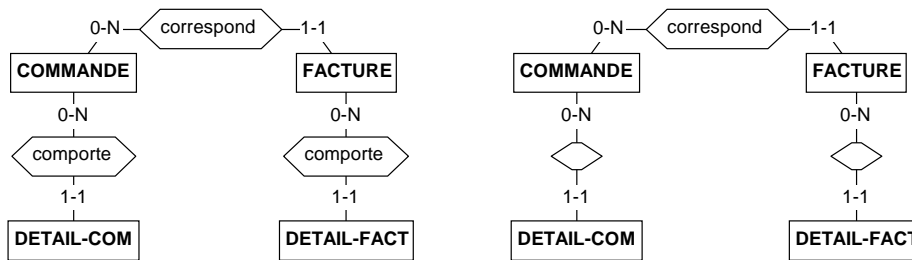 0-N correspond 1-1 0-N correspond 1-1
COMMANDE FACTURE COMMANDE FACTURE
0-N 0-N 0-N 0-N
comporte comporte
1-1 1-1 1-1 1-1
DETAIL-COM DETAIL-FACT DETAIL-COM DETAIL-FACT